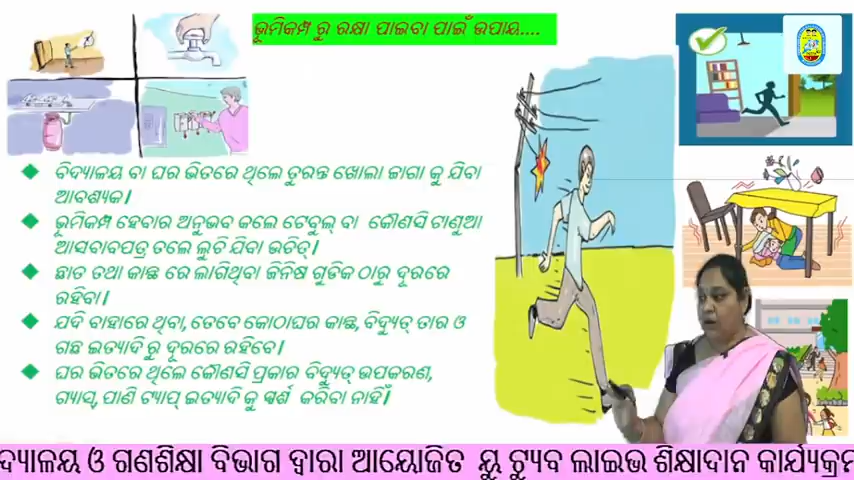 ଭୂମିକମ୍ପ ରୁ ରକ୍ଷା ପାଇବା ପାଇଁ ଉପାୟ....
ବିଦ୍ୟାଳୟ ବା ଘର ଭିତରେ ଥିଲେ ତୁରନ୍ତ ଖୋଲା ଜାଗା କୁ ଯିବା
ଆବଶ୍ୟକ।
ଭୂମିକମ୍ପ ହେବାର ଅନୁଭବ କଲେ ଟେବୁଲ୍ ବା କୌଣସି ଟାଣୁଆ
ଆସବାବପତ୍ର ତଳେ ଲୁଚି ଯିବା ଉଚିତ୍।
ଛାତ ତଥା କାନ୍ଥ ରେ ଲାଗିଥିବା ଜିନିଷ ଗୁଡିକ ଠାରୁ ଦୂରରେ
ରହିବା।
ଯଦି ବାହାରେ ଥିବା, ତେବେ କୋଠାଘର କାନ୍ଥ, ବିଦ୍ୟୁତ୍ ତାର ଓ
ଗଛ ଇତ୍ୟାଦି ରୁ ଦୂରରେ ରହିବେ।
ଘର ଭିତରେ ଥିଲେ କୌଣସି ପ୍ରକାର ବିଦ୍ୟୁତ୍ ଉପକରଣ,
ଗ୍ୟାସ୍, ପାଣି ଟ୍ୟାପ୍ ଇତ୍ୟାଦି କୁ ସ୍ପର୍ଶ କରିବା ନାହିଁ।
ଦ୍ୟାଳୟ ଓ ଗଣଶିକ୍ଷା ବିଭାଗ ଦ୍ୱାରା ଆୟୋଜିତ ୟୁ ଟ୍ୟୁବ ଲାଇଭ ଶିକ୍ଷାଦାନ କାର୍ଯ୍ୟକ୍ରମ